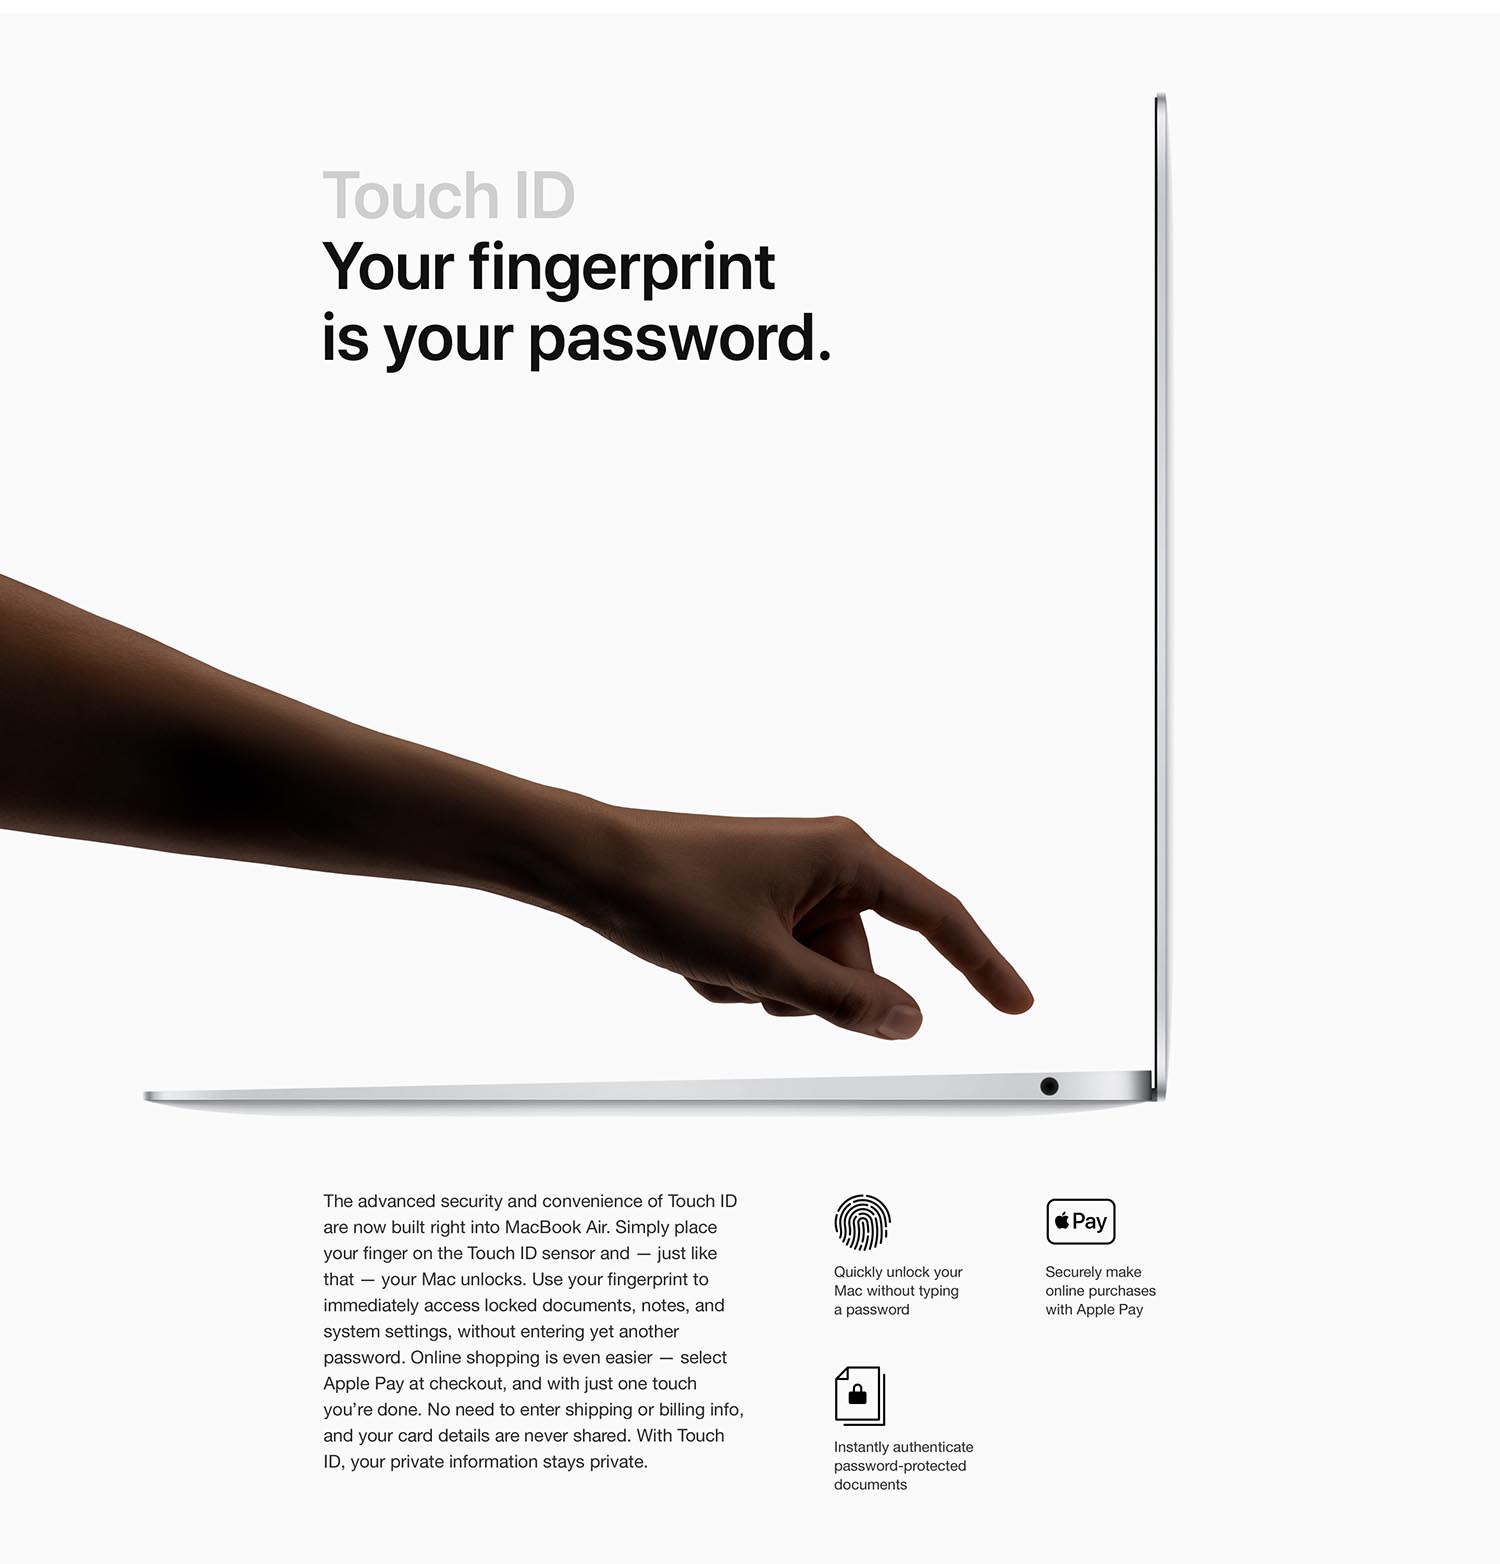 Touch ID
Your fingerprint
is your password.
The advanced security and convenience of Touch ID
are now built right into MacBook Air. Simply place
your finger on the Touch ID sensor and — just like
that — your Mac unlocks. Use your fingerprint to
immediately access locked documents, notes, and
system settings, without entering yet another
password. Online shopping is even easier — select
Apple Pay at checkout, and with just one touch
you’re done. No need to enter shipping or billing info,
and your card details are never shared. With Touch
ID, your private information stays private.
Quickly unlock your
Mac without typing
a password
Pay
Securely make
online purchases
with Apple Pay
Instantly authenticate
password-protected
documents